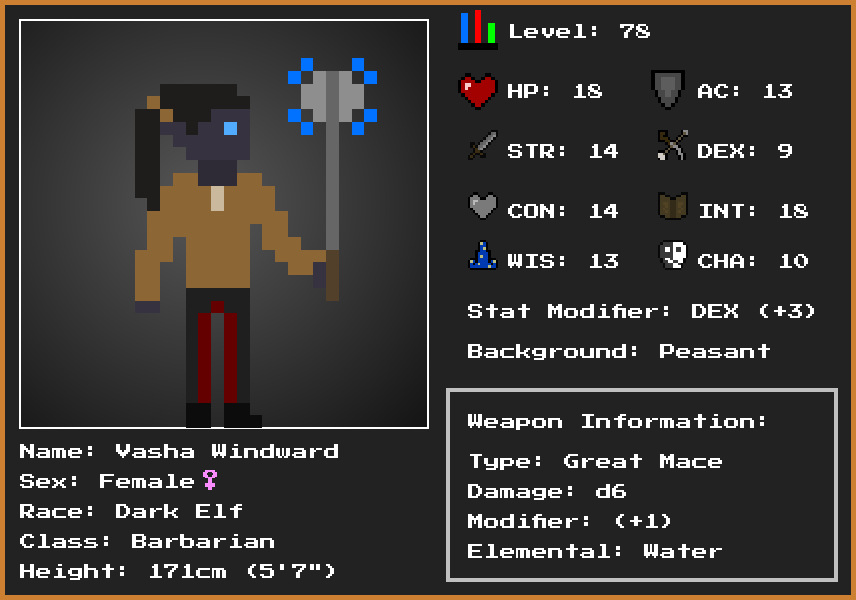 Level: 78
HP: 18
AC: 13
STR: 14
DEX: 9
CON: 14
INT: 18
WIS: 13
CHA: 10
Stat Modifier: DEX (+3)
Background: Peasant
Weapon Information:
Type: Great Mace
Damage: d6
Modifier: (+1)
Elemental: Water
Name: Vasha Windward
Sex: Female♀
Race: Dark Elf
Class: Barbarian
Height: 171cm (5'7")